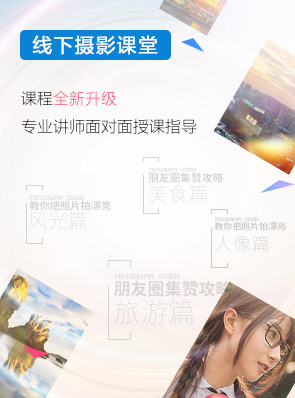 线下摄影课堂
课程全新升级
专业讲师面对面授课指导
PHOTOGRAPHY COURSE
朋友圈集赞攻略
美食篇
PHOTOGRAPHY COURSE
教你把照片拍漂亮
风光篇
PHOTOGRAPHY COURSE
教你把照片拍漂亮
人像篇
PHOTOGRAPHY COURSE
朋友圈集赞攻略
旅游篇